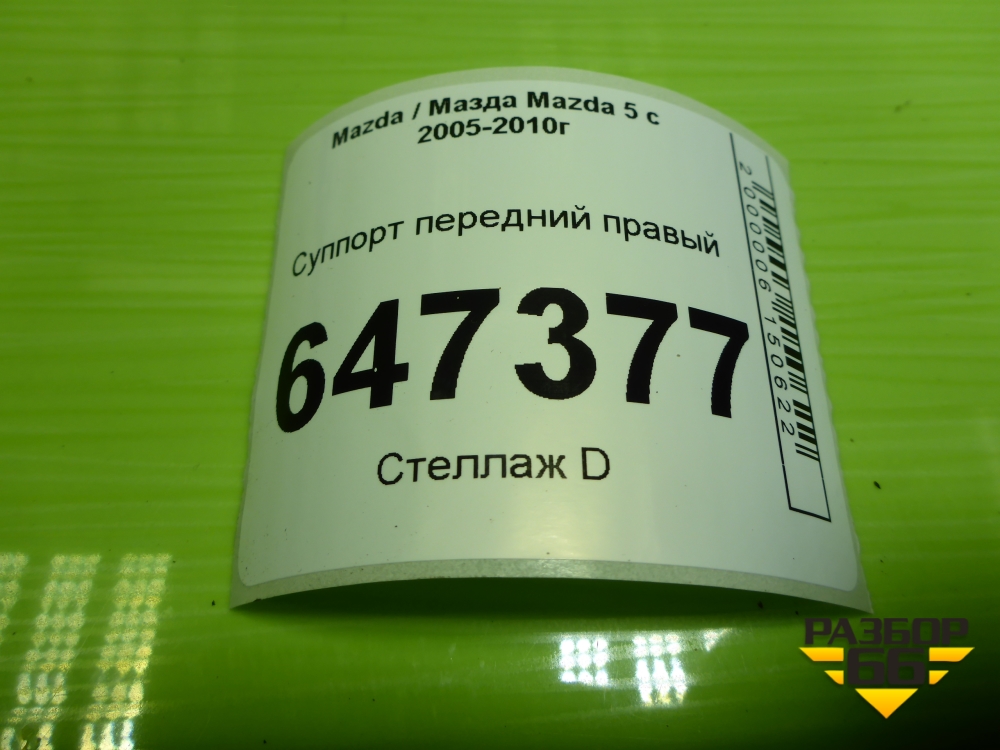 Mazda / Мазда Mazda 5 с
2005-2010г
Суппорт передний правый
647377
Стеллаж D
2000006150622
РАЗБОР
66